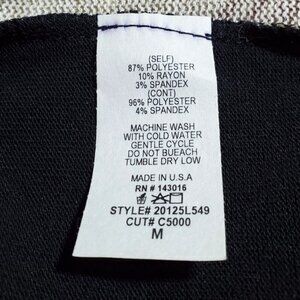 (SELF)
87% POLYESTER
10% RAYON
3% SPANDEX
(CONT)
96% POLYESTER
4% SPANDEX
MACHINE WASH
WITH COLD WATER
GENTLE CYCLE
DO NOT BLEACH
TUMBLE DRY LOW
MADE IN U.S.A
RN # 143016
STYLE# 20125L549
CUT# C5000
M